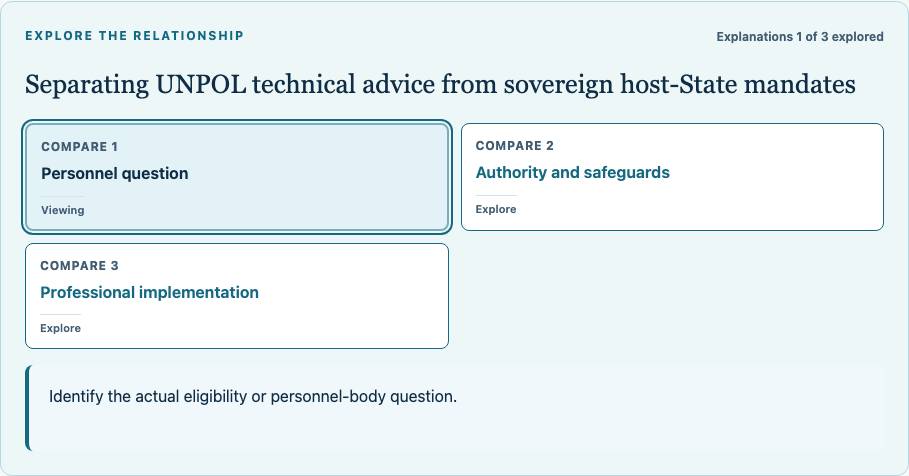 EXPLORE THE RELATIONSHIP
Explanations 1 of 3 explored
Separating UNPOL technical advice from sovereign host-State mandates
COMPARE 1
Personnel question
Viewing
COMPARE 2
Authority and safeguards
Explore
COMPARE 3
Professional implementation
Explore
Identify the actual eligibility or personnel-body question.